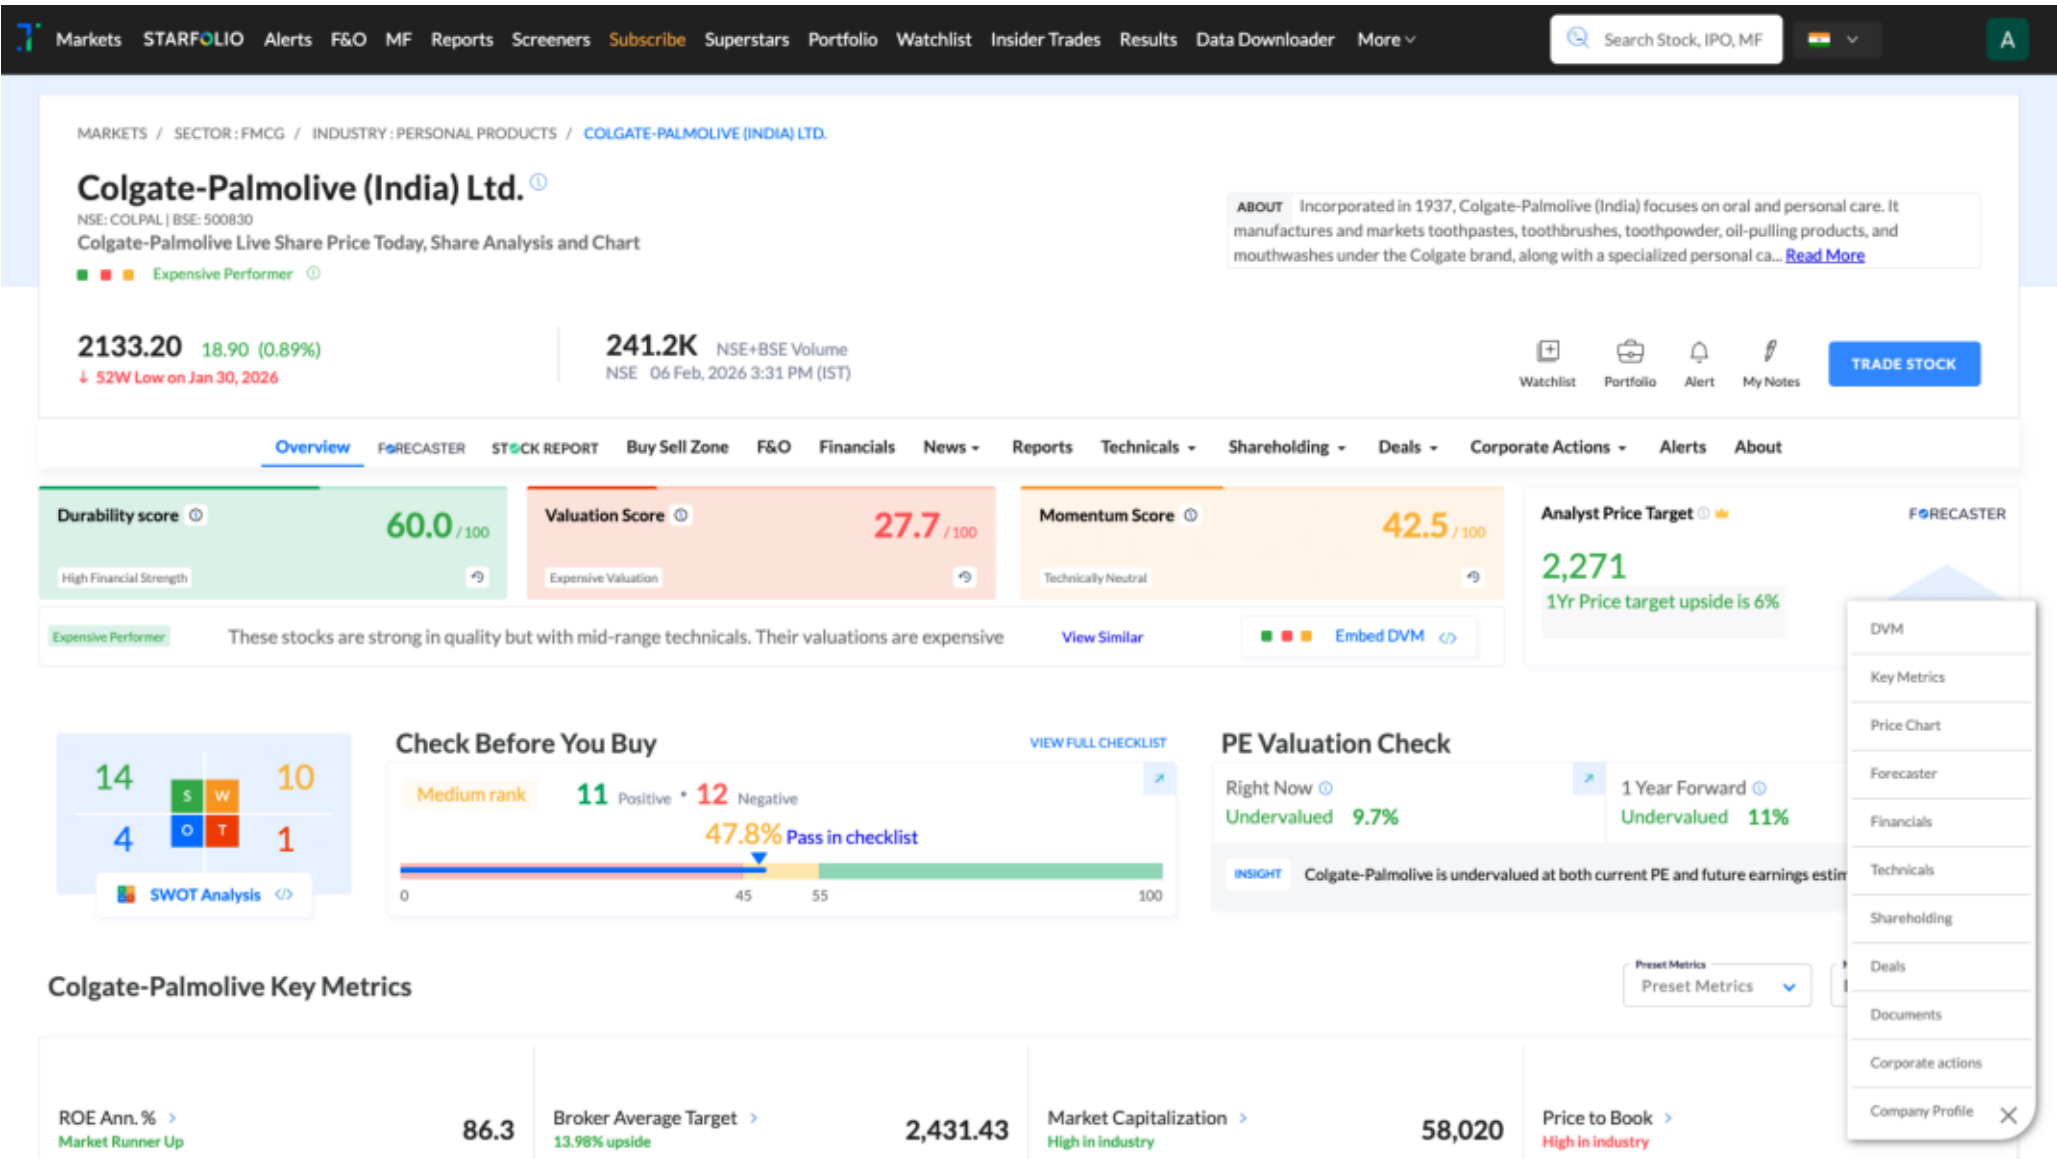 Markets STARFOLIO Alerts F&O MF Reports Screeners Subscribe Superstars Portfolio Watchlist Insider Trades Results Data Downloader More Search Stock, IPO, MF A
MARKETS / SECTOR : FMCG / INDUSTRY : PERSONAL PRODUCTS / COLGATE-PALMOLIVE (INDIA) LTD.
Colgate-Palmolive (India) Ltd.
NSE: COLPAL | BSE: 500830
Colgate-Palmolive Live Share Price Today, Share Analysis and Chart
Expensive Performer
ABOUT Incorporated in 1937, Colgate-Palmolive (India) focuses on oral and personal care. It
manufactures and markets toothpastes, toothbrushes, toothpowder, oil-pulling products, and
mouthwashes under the Colgate brand, along with a specialized personal ca... Read More
2133.20 18.90 (0.89%)
↓ 52W Low on Jan 30, 2026
241.2K NSE+BSE Volume
NSE 06 Feb, 2026 3:31 PM (IST)
Watchlist Portfolio Alert My Notes TRADE STOCK
Overview FORECASTER STOCK REPORT Buy Sell Zone F&O Financials News Reports Technicals Shareholding Deals Corporate Actions Alerts About
Durability score 60.0 / 100
High Financial Strength
Valuation Score 27.7 / 100
Expensive Valuation
Momentum Score 42.5 / 100
Technically Neutral
Analyst Price Target FORECASTER
2,271
1Yr Price target upside is 6%
Expensive Performer These stocks are strong in quality but with mid-range technicals. Their valuations are expensive View Similar Embed DVM </>
14 10
S W
O T
4 1
SWOT Analysis </>
Check Before You Buy VIEW FULL CHECKLIST
Medium rank 11 Positive * 12 Negative
47.8% Pass in checklist
0 45 55 100
PE Valuation Check
Right Now
Undervalued 9.7%
1 Year Forward
Undervalued 11%
INSIGHT Colgate-Palmolive is undervalued at both current PE and future earnings estim
Colgate-Palmolive Key Metrics
Preset Metrics
Preset Metrics
ROE Ann. % 86.3
Market Runner Up
Broker Average Target 2,431.43
13.98% upside
Market Capitalization 58,020
High in industry
Price to Book
High in industry
DVM
Key Metrics
Price Chart
Forecaster
Financials
Technicals
Shareholding
Deals
Documents
Corporate actions
Company Profile